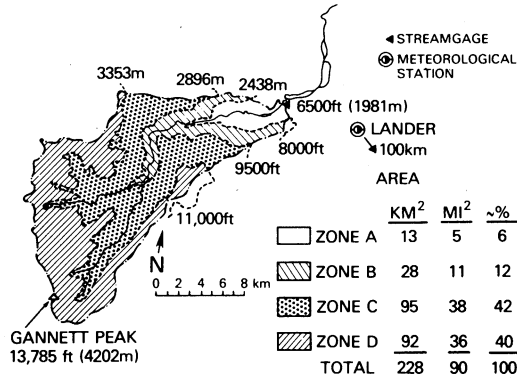 ◄ STREAMGAGE
METEOROLOGICAL
STATION
3353m
2896m
2438m
6500ft (1981m)
LANDER
100km
8000ft
9500ft
11,000ft
N
0 2 4 6 8 km
GANNETT PEAK
13,785 ft (4202m)
AREA
KM² MI² ~%
ZONE A 13 5 6
ZONE B 28 11 12
ZONE C 95 38 42
ZONE D 92 36 40
TOTAL 228 90 100